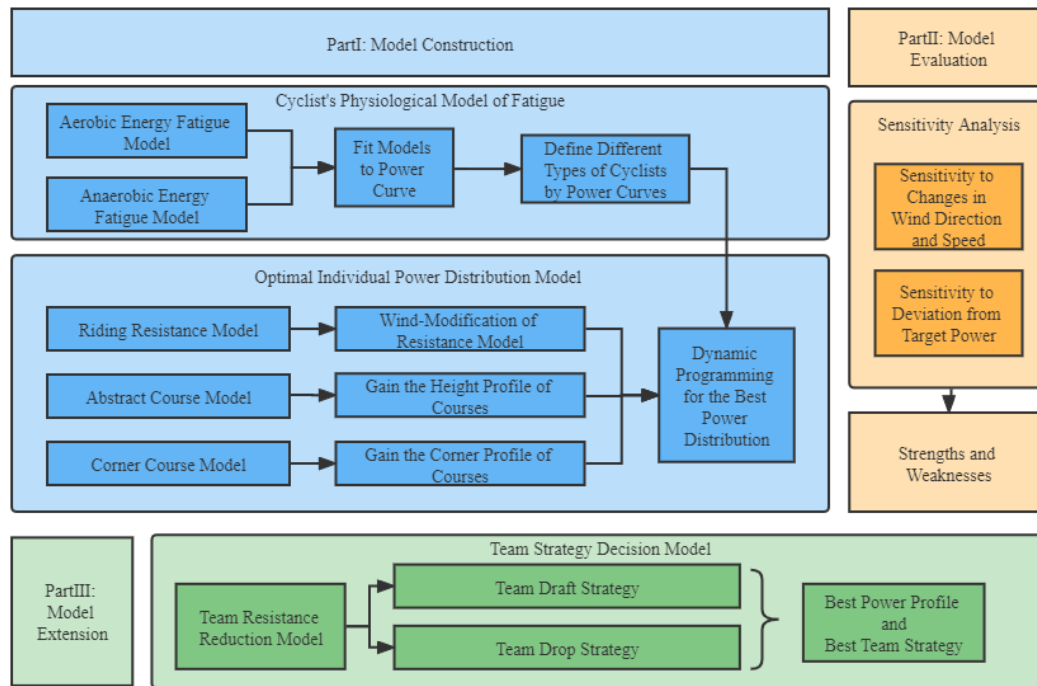 PartI: Model Construction
Cyclist's Physiological Model of Fatigue
Aerobic Energy Fatigue
Model
Anaerobic Energy
Fatigue Model
Fit Models
to Power
Curve
Define Different
Types of Cyclists
by Power Curves
Optimal Individual Power Distribution Model
Riding Resistance Model
Wind-Modification of
Resistance Model
Abstract Course Model
Gain the Height Profile of
Courses
Corner Course Model
Gain the Corner Profile of
Courses
Dynamic
Programming
for the Best
Power
Distribution
PartII: Model
Evaluation
Sensitivity Analysis
Sensitivity to
Changes in
Wind Direction
and Speed
Sensitivity to
Deviation from
Target Power
Strengths and
Weaknesses
PartIII:
Model
Extension
Team Strategy Decision Model
Team Resistance
Reduction Model
Team Draft Strategy
Team Drop Strategy
Best Power Profile
and
Best Team Strategy